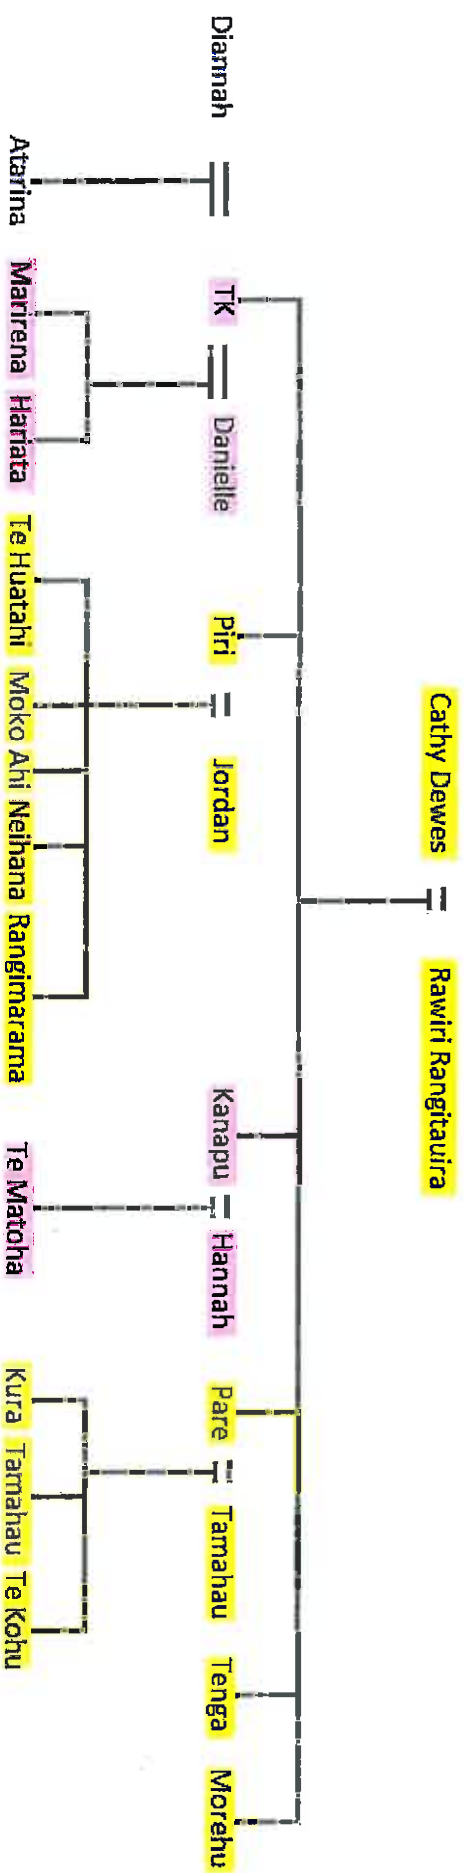 Cathy Dewes = Rawiri Rangitauira
Diannah = TK = Danielle Piri = Jordan Kanapu = Hannah Pare = Tamahau Tenga Morehu
Atarina Marirena Hariata Te Huatahi Moko Ahi Neihana Rangimarama Te Matoha Kura Tamahau Te Kohu